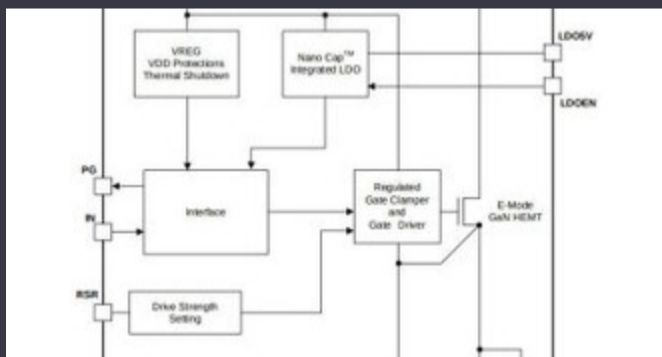 VREG
VDD Protections
Thermal Shutdown
Nano Cap™
Integrated LDO
LDO5V
LDOEN
PG
IN
Interface
Regulated
Gate Clamper
and
Gate Driver
E-Mode
GaN HEMT
RSR
Drive Strength
Setting